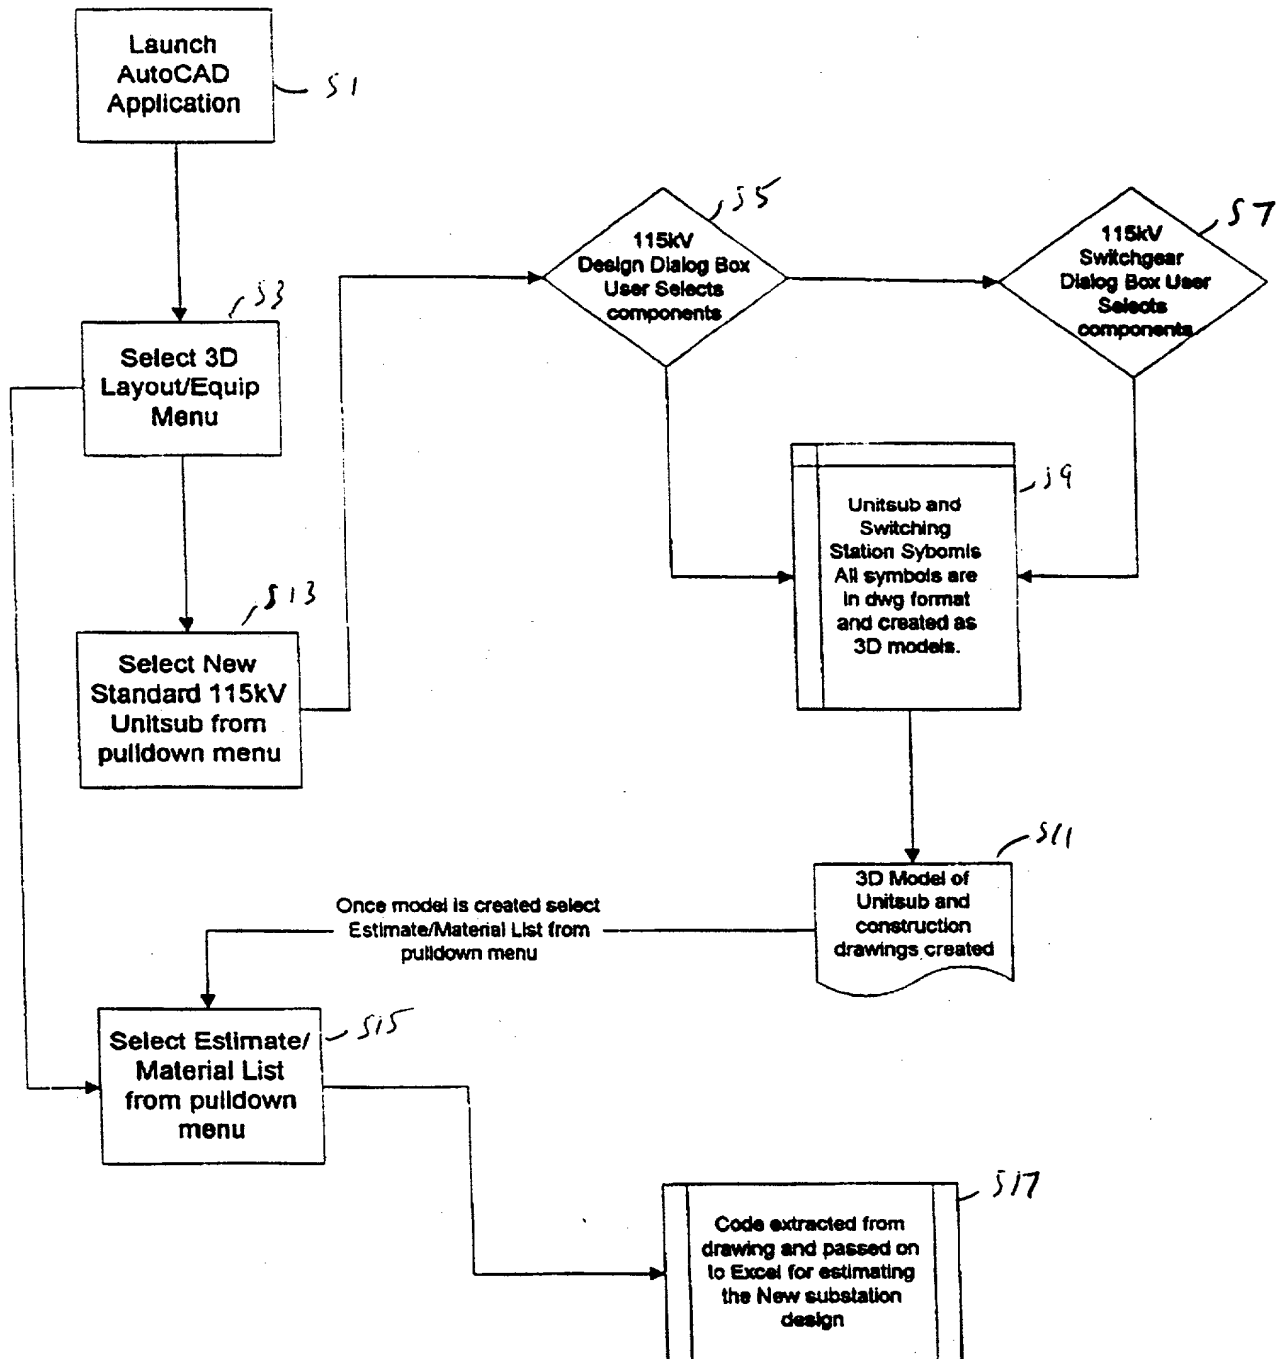 Launch
AutoCAD
Application
S1
S3
Select 3D
Layout/Equip
Menu
S13
Select New
Standard 115kV
Unitsub from
pulldown menu
S5
115kV
Design Dialog Box
User Selects
components
S7
115kV
Switchgear
Dialog Box User
Selects
components
S9
Unitsub and
Switching
Station Sybomls
All symbols are
in dwg format
and created as
3D models.
S11
3D Model of
Unitsub and
construction
drawings created
Once model is created select
Estimate/Material List from
pulldown menu
S15
Select Estimate/
Material List
from pulldown
menu
S17
Code extracted from
drawing and passed on
to Excel for estimating
the New substation
design